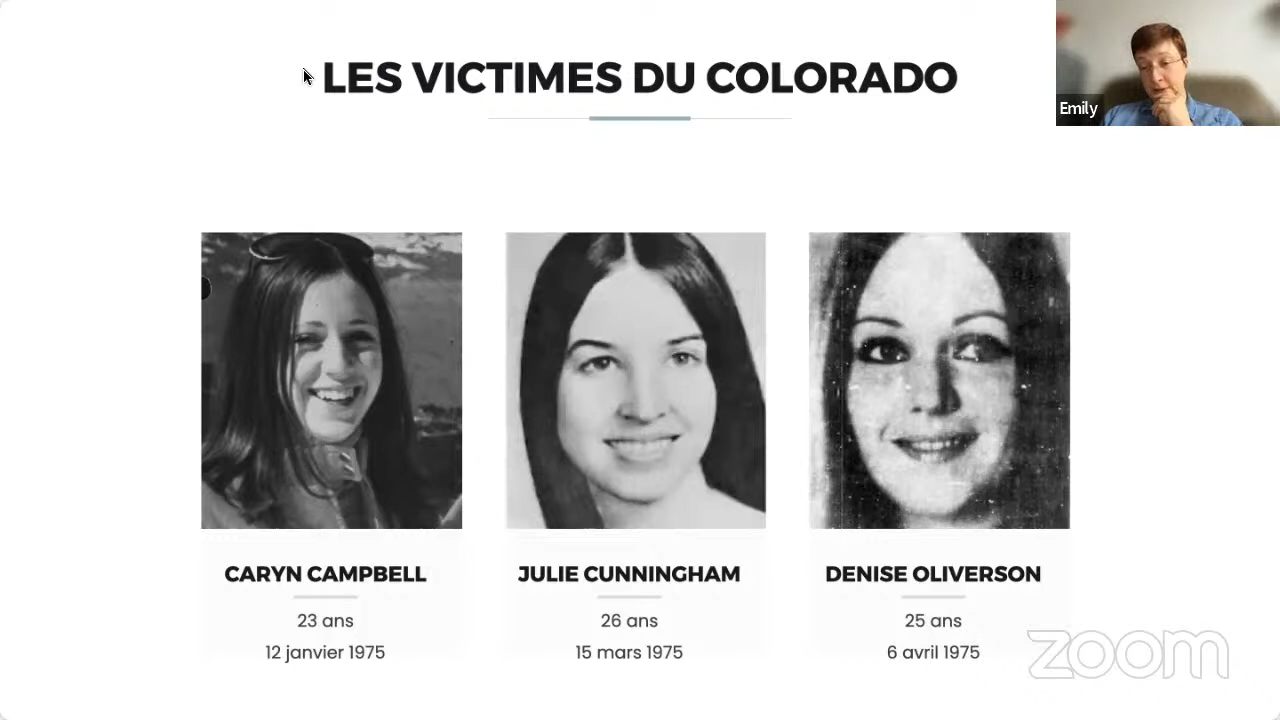 LES VICTIMES DU COLORADO
Emily
CARYN CAMPBELL
23 ans
12 janvier 1975
JULIE CUNNINGHAM
26 ans
15 mars 1975
DENISE OLIVERSON
25 ans
6 avril 1975
zoom